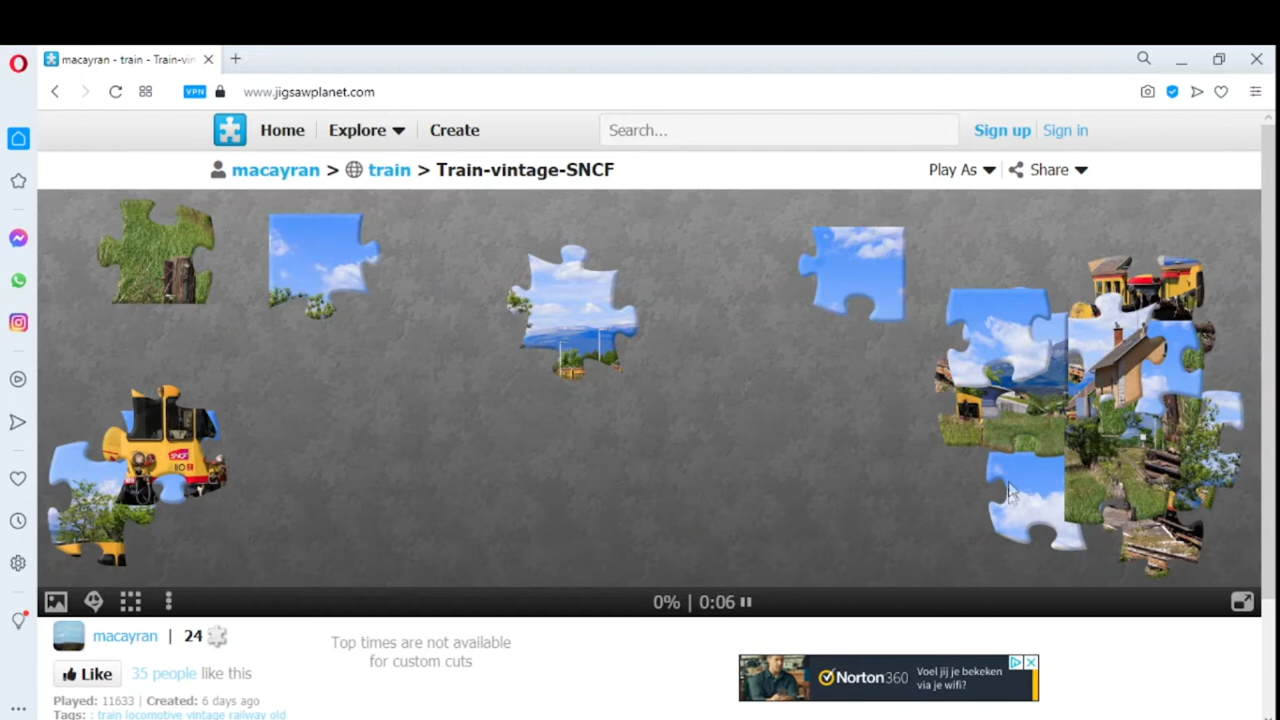 macayran - train - Train-vin
VPN
www.jigsawplanet.com
Home
Explore
Create
Search...
Sign up
Sign in
macayran > train > Train-vintage-SNCF
Play As
Share
SNCF
0% | 0:06
macayran | 24
Top times are not available
for custom cuts
Like
35 people like this
Played: 11633 | Created: 6 days ago
Tags: : train locomotive vintage railway old
Norton360
Voel jij je bekeken
via je wifi?